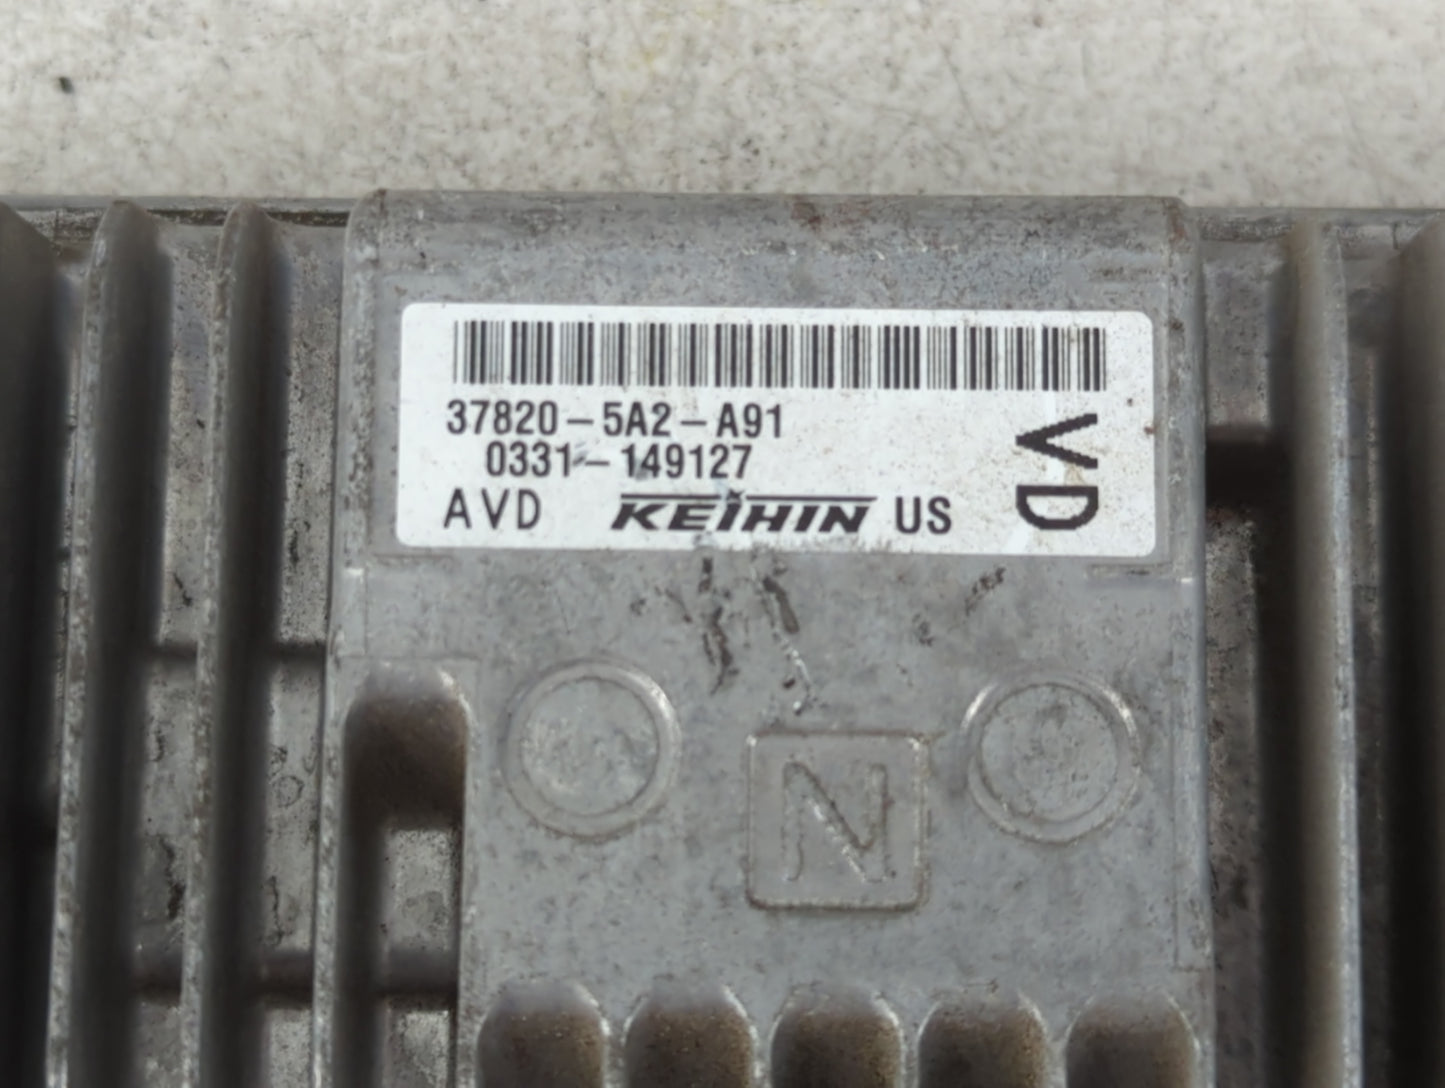 37820-5A2-A91
0331-149127
AVD KEIHIN US
VD
N